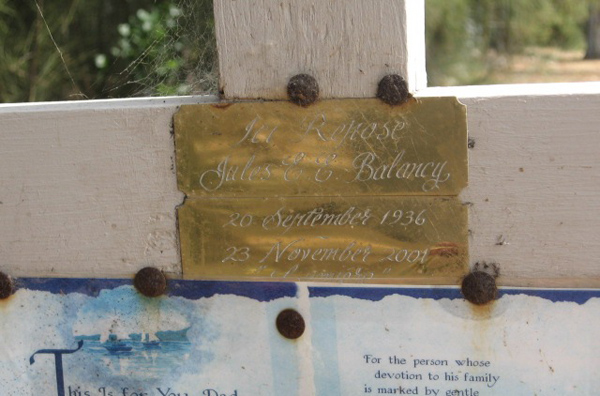 In Repose
Jules E. E. Balancy
20 September 1936
23 November 2001
This Is for You, Dad
For the person whose
devotion to his family
is marked by gentle